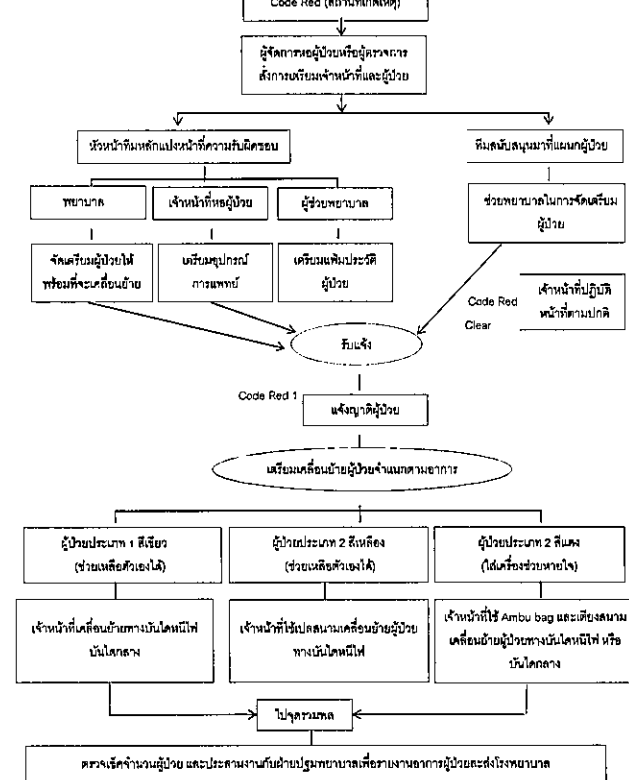 Code Red (สถานที่เกิดเหตุ)
ผู้จัดการหอผู้ป่วยหรือผู้ตรวจการ
สั่งการเตรียมเจ้าหน้าที่และผู้ป่วย
หัวหน้าทีมหลักแบ่งหน้าที่ความรับผิดชอบ
ทีมสนับสนุนมาที่แผนกผู้ป่วย
พยาบาล
เจ้าหน้าที่หอผู้ป่วย
ผู้ช่วยพยาบาล
ช่วยพยาบาลในการจัดเตรียม
ผู้ป่วย
จัดเตรียมผู้ป่วยให้
พร้อมที่จะเคลื่อนย้าย
เตรียมอุปกรณ์
การแพทย์
เตรียมแฟ้มประวัติ
ผู้ป่วย
Code Red
Clear
เจ้าหน้าที่ปฏิบัติ
หน้าที่ตามปกติ
รับแจ้ง
Code Red 1
แจ้งญาติผู้ป่วย
เตรียมเคลื่อนย้ายผู้ป่วยจำแนกตามอาการ
ผู้ป่วยประเภท 1 สีเขียว
(ช่วยเหลือตัวเองได้)
ผู้ป่วยประเภท 2 สีเหลือง
(ช่วยเหลือตัวเองได้)
ผู้ป่วยประเภท 2 สีแดง
(ใส่เครื่องช่วยหายใจ)
เจ้าหน้าที่เคลื่อนย้ายทางบันไดหนีไฟ
บันไดกลาง
เจ้าหน้าที่ใช้เปลสนามเคลื่อนย้ายผู้ป่วย
ทางบันไดหนีไฟ
เจ้าหน้าที่ใช้ Ambu bag และเตียงสนาม
เคลื่อนย้ายผู้ป่วยทางบันไดหนีไฟ หรือ
บันไดกลาง
ไปจุดรวมพล
ตรวจเช็คจำนวนผู้ป่วย และประสานงานกับฝ่ายปฐมพยาบาลเพื่อรายงานอาการผู้ป่วยและส่งโรงพยาบาล